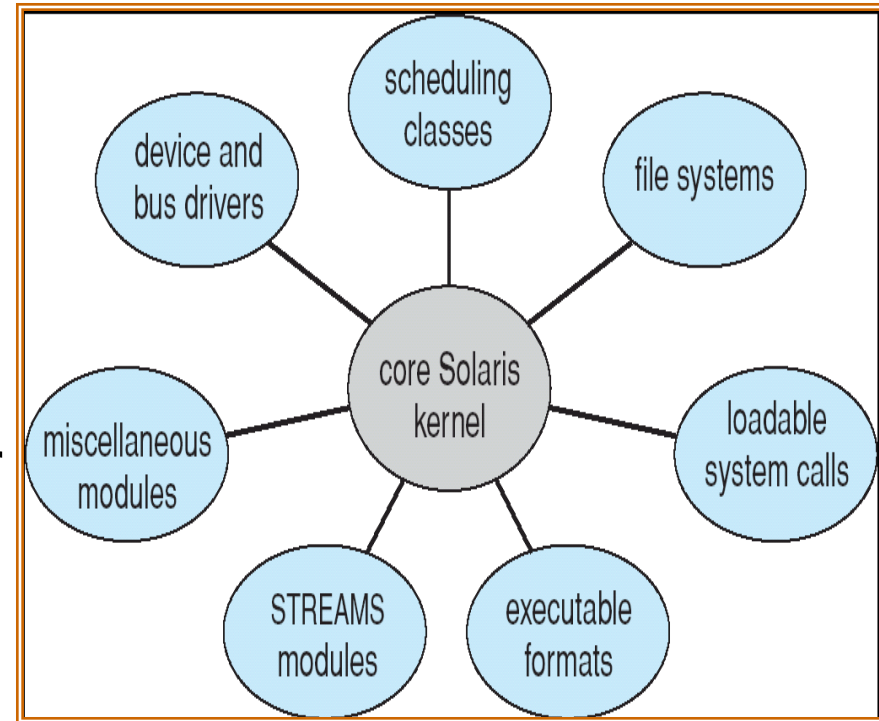 scheduling
classes
device and
bus drivers
file systems
core Solaris
kernel
loadable
system calls
miscellaneous
modules
STREAMS
modules
executable
formats